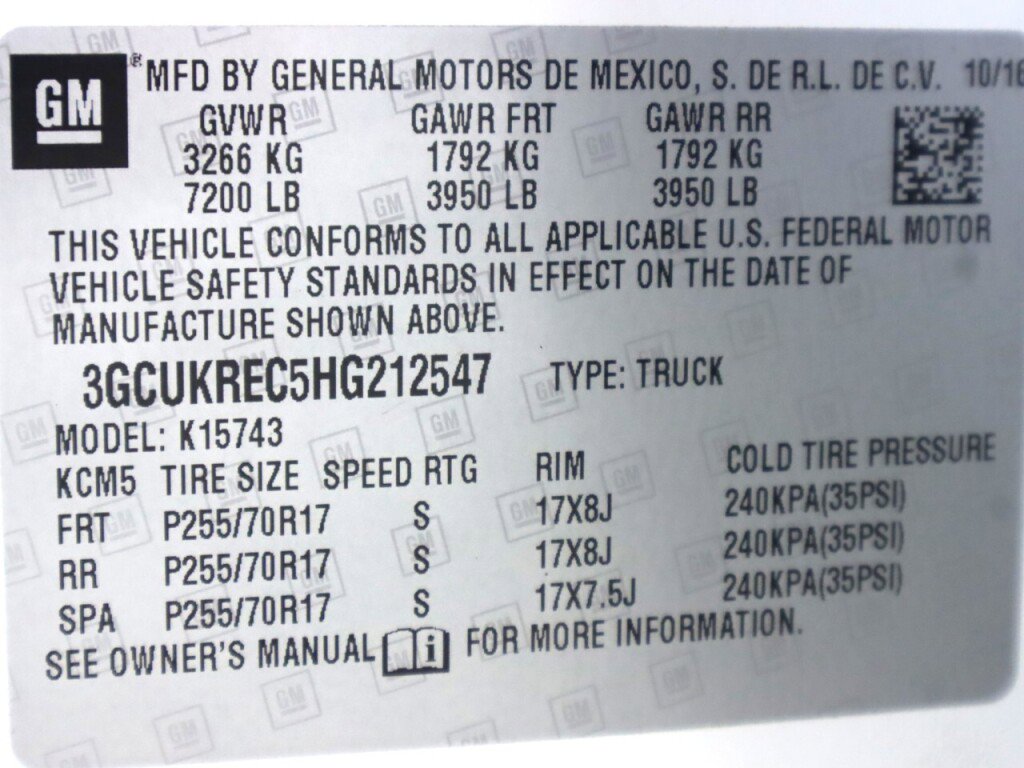 GM ® MFD BY GENERAL MOTORS DE MEXICO, S. DE R.L. DE C.V. 10/16
GVWR GAWR FRT GAWR RR
3266 KG 1792 KG 1792 KG
7200 LB 3950 LB 3950 LB
THIS VEHICLE CONFORMS TO ALL APPLICABLE U.S. FEDERAL MOTOR
VEHICLE SAFETY STANDARDS IN EFFECT ON THE DATE OF
MANUFACTURE SHOWN ABOVE.
3GCUKREC5HG212547 TYPE: TRUCK
MODEL: K15743
KCM5 TIRE SIZE SPEED RTG RIM COLD TIRE PRESSURE
FRT P255/70R17 S 17X8J 240KPA(35PSI)
RR P255/70R17 S 17X8J 240KPA(35PSI)
SPA P255/70R17 S 17X7.5J 240KPA(35PSI)
SEE OWNER'S MANUAL i FOR MORE INFORMATION.